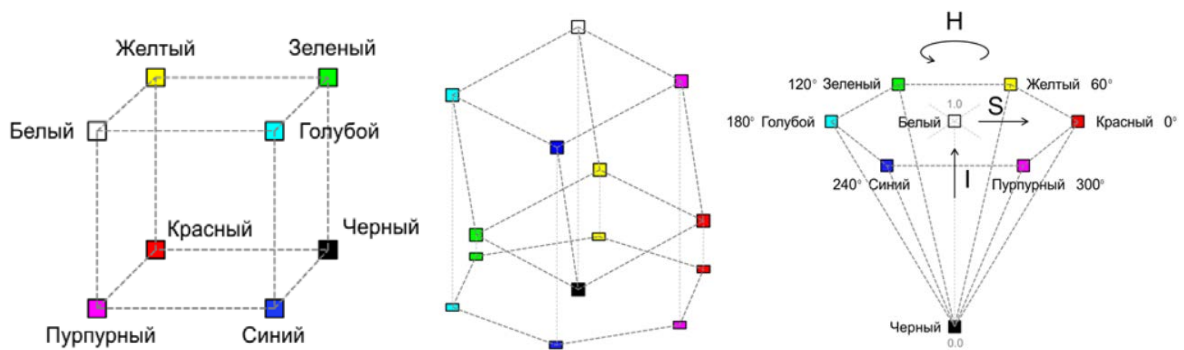 Желтый
Зеленый
Белый
Голубой
Красный
Черный
Пурпурный
Синий
H
120° Зеленый
Желтый 60°
1.0
S
180° Голубой
Белый
Красный 0°
240° Синий
I
Пурпурный 300°
Черный
0.0